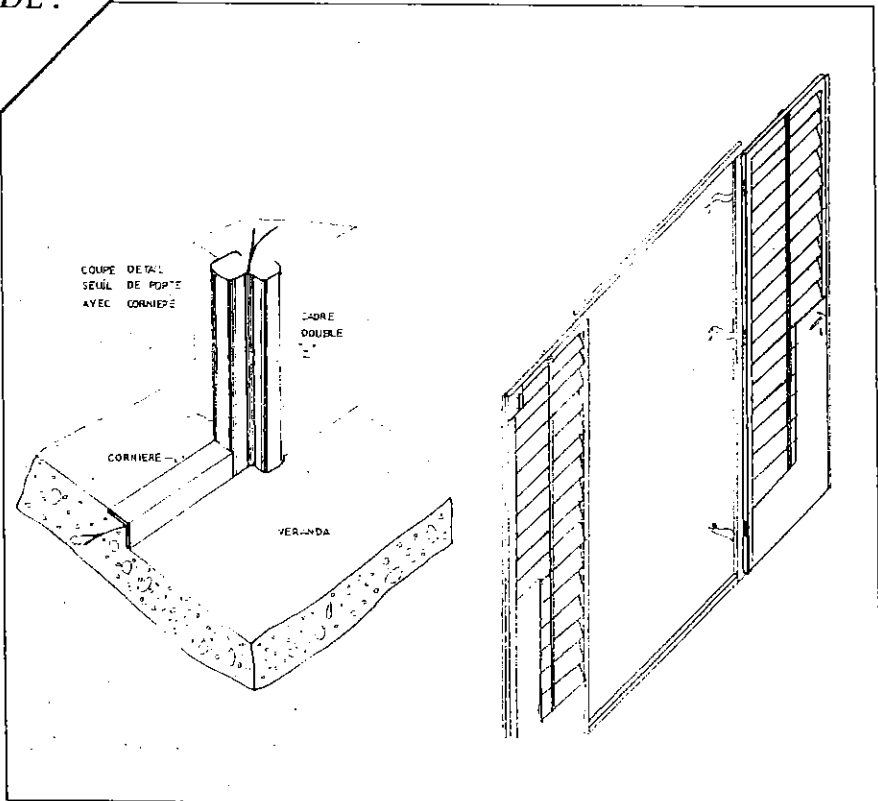 DE:
COUPE DETAIL
SEUIL DE PORTE
AVEC CORNIERE
CADRE
DOUBLE
CORNIERE
VERANDA